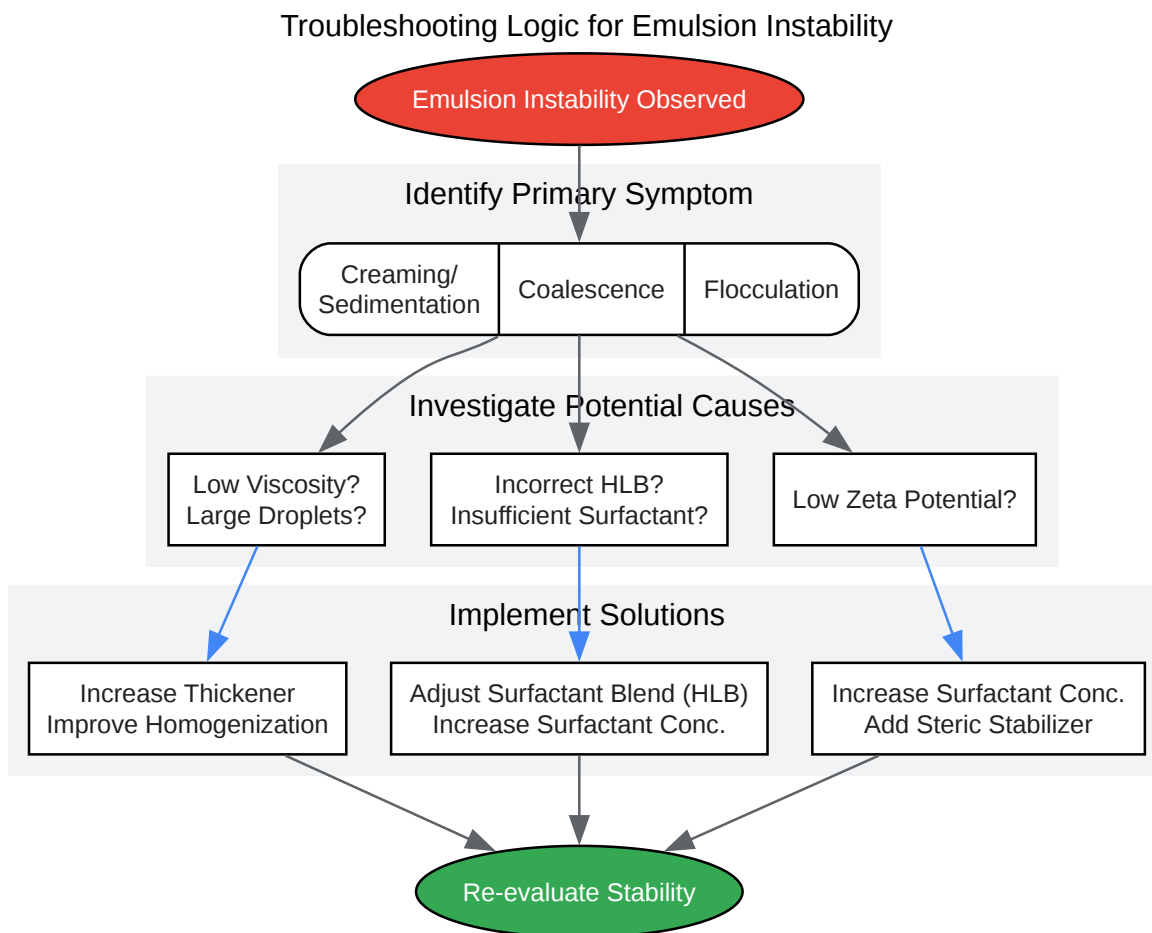 Troubleshooting Logic for Emulsion Instability
Emulsion Instability Observed
Identify Primary Symptom
Creaming/
Sedimentation
Coalescence
Flocculation
Investigate Potential Causes
Low Viscosity?
Large Droplets?
Incorrect HLB?
Insufficient Surfactant?
Low Zeta Potential?
Implement Solutions
Increase Thickener
Improve Homogenization
Adjust Surfactant Blend (HLB)
Increase Surfactant Conc.
Increase Surfactant Conc.
Add Steric Stabilizer
Re-evaluate Stability